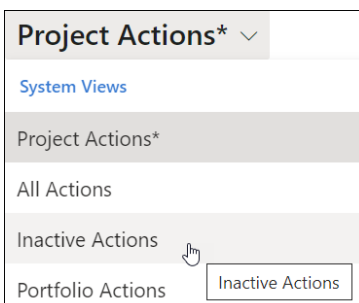 Project Actions*
System Views
Project Actions*
All Actions
Inactive Actions
Inactive Actions
Portfolio Actions